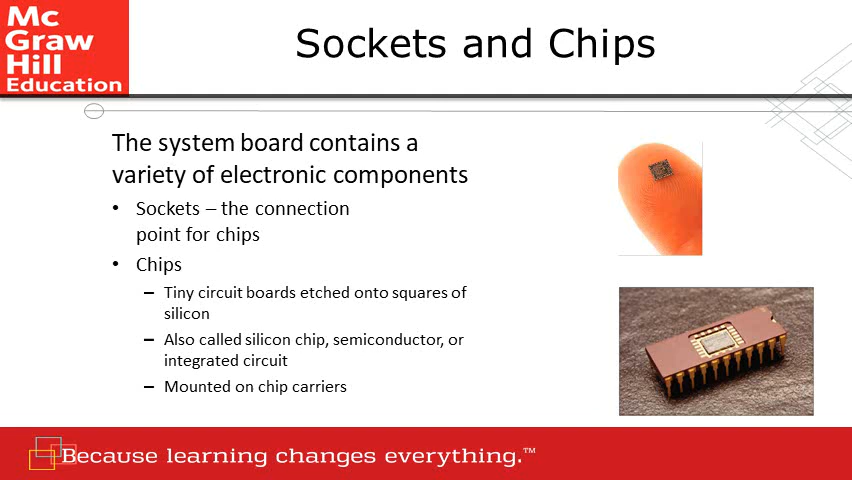 Mc
Graw
Hill
Education
Sockets and Chips
The system board contains a
variety of electronic components
• Sockets – the connection
point for chips
• Chips
– Tiny circuit boards etched onto squares of
silicon
– Also called silicon chip, semiconductor, or
integrated circuit
– Mounted on chip carriers
Because learning changes everything.™